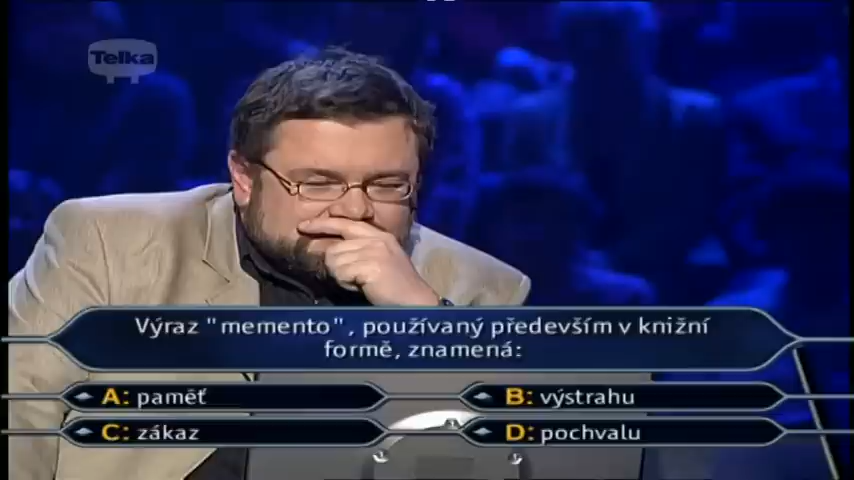 Telka
Výraz "memento", používaný především v knižní
formě, znamená:
A: paměť
B: výstrahu
C: zákaz
D: pochvalu